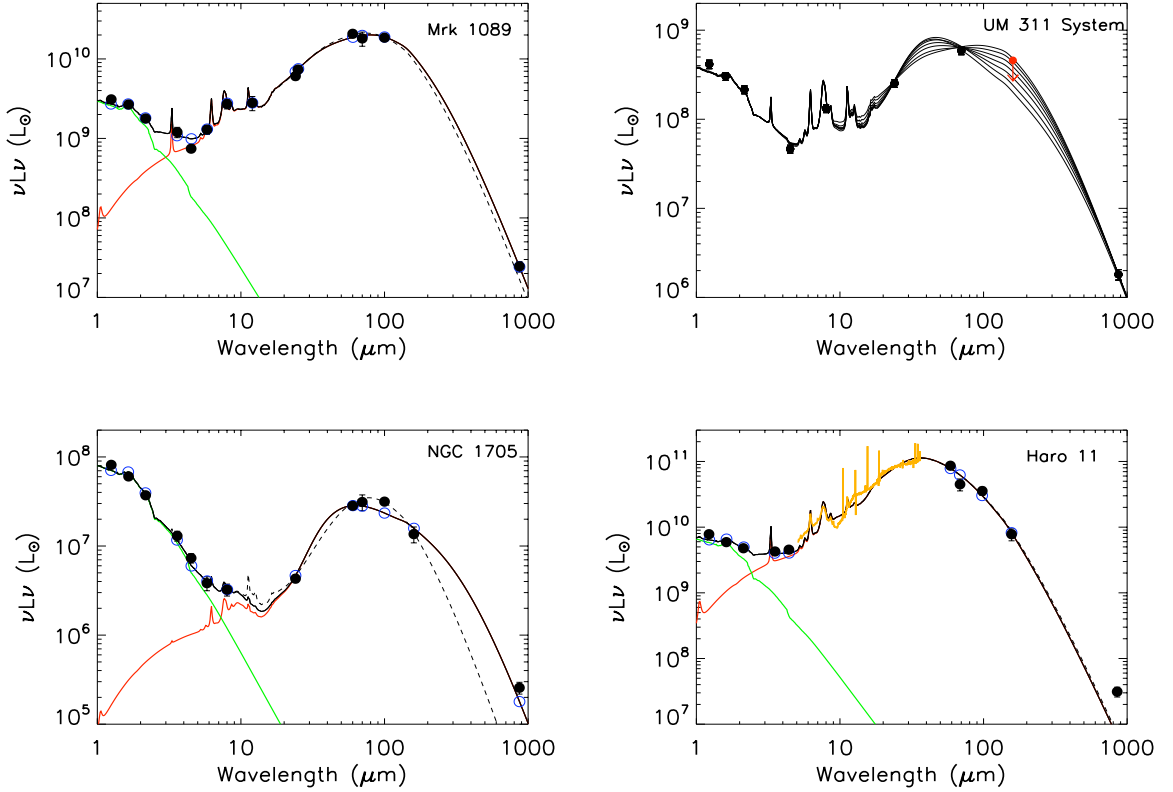 Mrk 1089
νLν (L☉)
10^10
10^9
10^8
10^7
1 10 100 1000
Wavelength (μm)
UM 311 System
νLν (L☉)
10^9
10^8
10^7
10^6
1 10 100 1000
Wavelength (μm)
NGC 1705
νLν (L☉)
10^8
10^7
10^6
10^5
1 10 100 1000
Wavelength (μm)
Haro 11
νLν (L☉)
10^11
10^10
10^9
10^8
10^7
1 10 100 1000
Wavelength (μm)